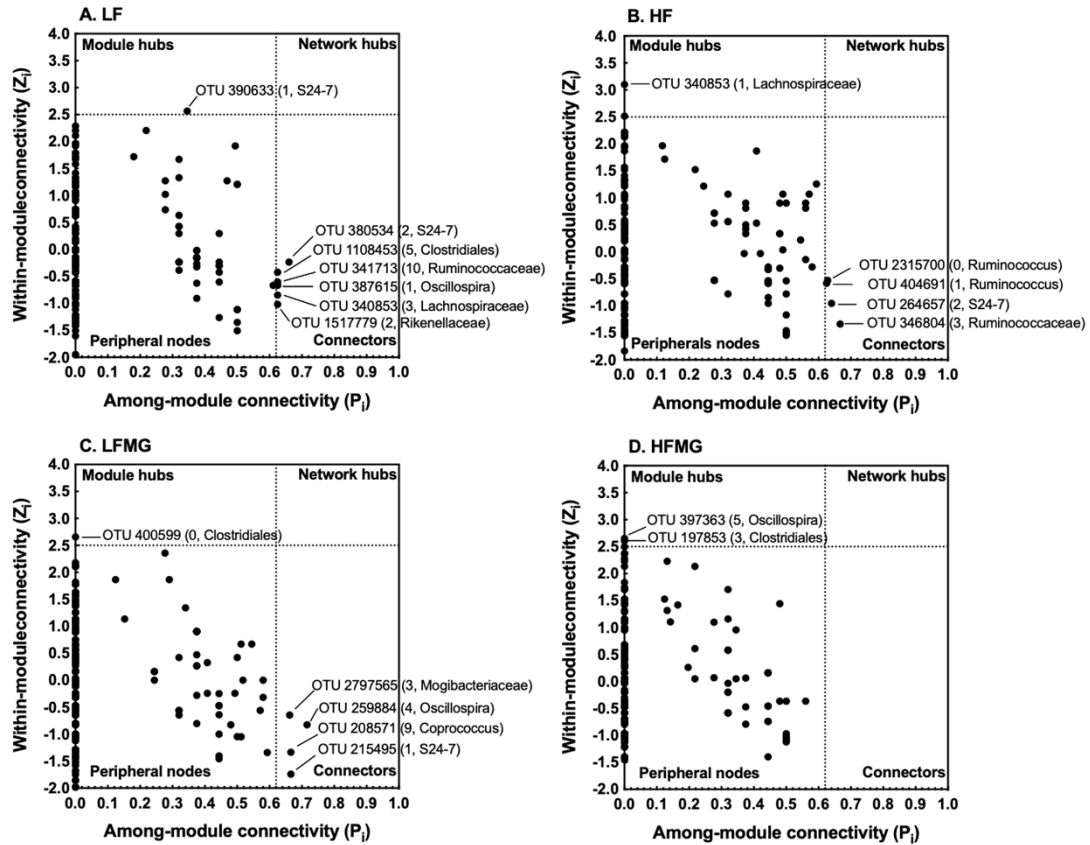 A. LF
Module hubs
Network hubs
OTU 390633 (1, S24-7)
OTU 380534 (2, S24-7)
OTU 1108453 (5, Clostridiales)
OTU 341713 (10, Ruminococcaceae)
OTU 387615 (1, Oscillospira)
OTU 340853 (3, Lachnospiraceae)
OTU 1517779 (2, Rikenellaceae)
Peripheral nodes
Connectors
4.0
3.5
3.0
2.5
2.0
1.5
1.0
0.5
0.0
-0.5
-1.0
-1.5
-2.0
0.0 0.1 0.2 0.3 0.4 0.5 0.6 0.7 0.8 0.9 1.0
Within-moduleconnectivity (Zi)
Among-module connectivity (Pi)
B. HF
Module hubs
Network hubs
OTU 340853 (1, Lachnospiraceae)
OTU 2315700 (0, Ruminococcus)
OTU 404691 (1, Ruminococcus)
OTU 264657 (2, S24-7)
OTU 346804 (3, Ruminococcaceae)
Peripherals nodes
Connectors
4.0
3.5
3.0
2.5
2.0
1.5
1.0
0.5
0.0
-0.5
-1.0
-1.5
-2.0
0.0 0.1 0.2 0.3 0.4 0.5 0.6 0.7 0.8 0.9 1.0
Within-moduleconnectivity (Zi)
Among-module connectivity (Pi)
C. LFMG
Module hubs
Network hubs
OTU 400599 (0, Clostridiales)
OTU 2797565 (3, Mogibacteriaceae)
OTU 259884 (4, Oscillospira)
OTU 208571 (9, Coprococcus)
OTU 215495 (1, S24-7)
Peripheral nodes
Connectors
4.0
3.5
3.0
2.5
2.0
1.5
1.0
0.5
0.0
-0.5
-1.0
-1.5
-2.0
0.0 0.1 0.2 0.3 0.4 0.5 0.6 0.7 0.8 0.9 1.0
Within-moduleconnectivity (Zi)
Among-module connectivity (Pi)
D. HFMG
Module hubs
Network hubs
OTU 397363 (5, Oscillospira)
OTU 197853 (3, Clostridiales)
Peripheral nodes
Connectors
4.0
3.5
3.0
2.5
2.0
1.5
1.0
0.5
0.0
-0.5
-1.0
-1.5
-2.0
0.0 0.1 0.2 0.3 0.4 0.5 0.6 0.7 0.8 0.9 1.0
Within-moduleconnectivity (Zi)
Among-module connectivity (Pi)